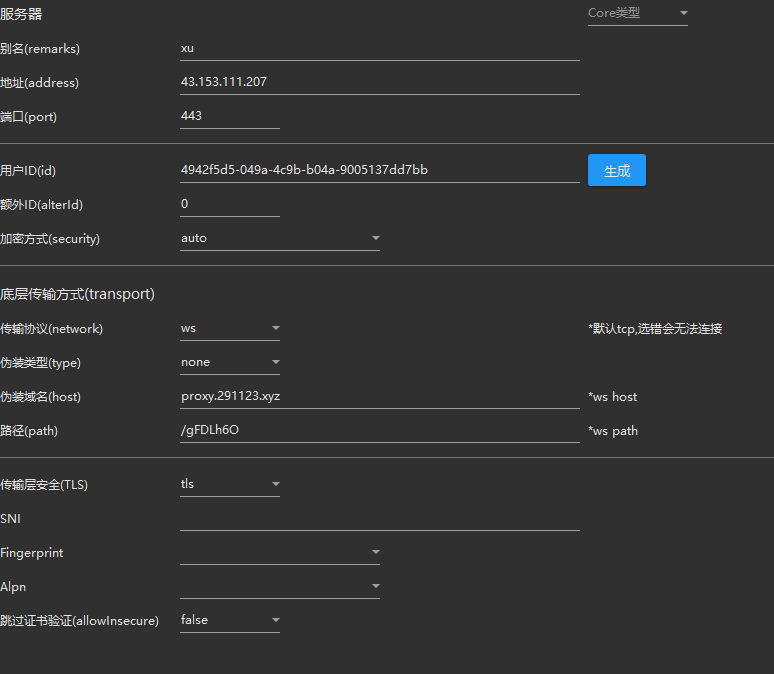 服务器 Core类型
别名(remarks) xu
地址(address) 43.153.111.207
端口(port) 443
用户ID(id) 4942f5d5-049a-4c9b-b04a-9005137dd7bb 生成
额外ID(alterId) 0
加密方式(security) auto
底层传输方式(transport)
传输协议(network) ws *默认tcp,选错会无法连接
伪装类型(type) none
伪装域名(host) proxy.291123.xyz *ws host
路径(path) /gFDLh6O *ws path
传输层安全(TLS) tls
SNI
Fingerprint
Alpn
跳过证书验证(allowInsecure) false